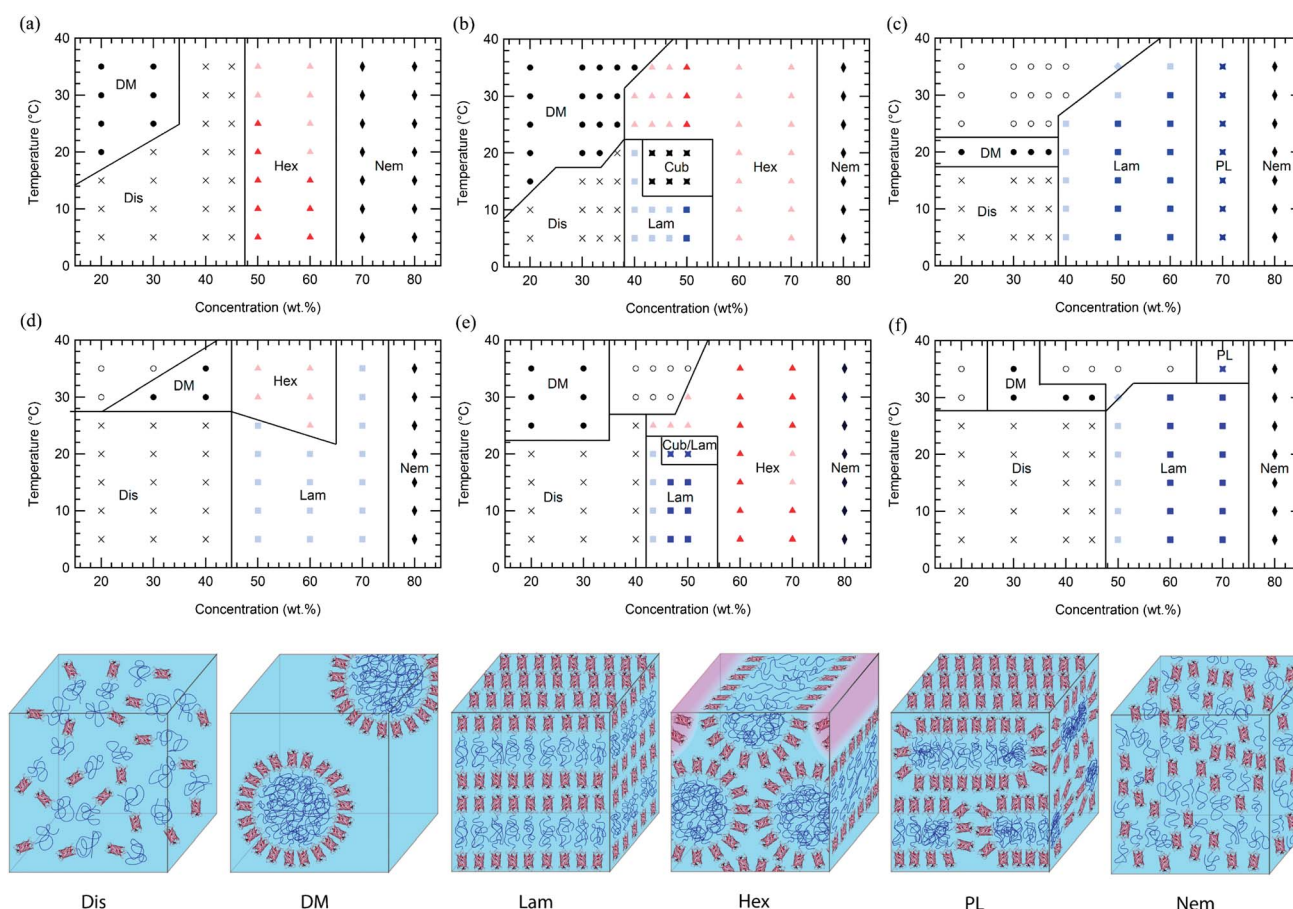 (a)
Temperature (°C)
40
30
20
10
0
DM
Dis
Hex
Nem
20 30 40 50 60 70 80
Concentration (wt.%)
(b)
Temperature (°C)
40
30
20
10
0
DM
Cub
Dis
Lam
Hex
Nem
20 30 40 50 60 70 80
Concentration (wt%)
(c)
Temperature (°C)
40
30
20
10
0
DM
Dis
Lam
PL
Nem
20 30 40 50 60 70 80
Concentration (wt.%)
(d)
Temperature (°C)
40
30
20
10
0
DM
Hex
Dis
Lam
Nem
20 30 40 50 60 70 80
Concentration (wt.%)
(e)
Temperature (°C)
40
30
20
10
0
DM
Cub/Lam
Dis
Lam
Hex
Nem
20 30 40 50 60 70 80
Concentration (wt.%)
(f)
Temperature (°C)
40
30
20
10
0
DM
PL
Dis
Lam
Nem
20 30 40 50 60 70 80
Concentration (wt.%)
Dis DM Lam Hex PL Nem